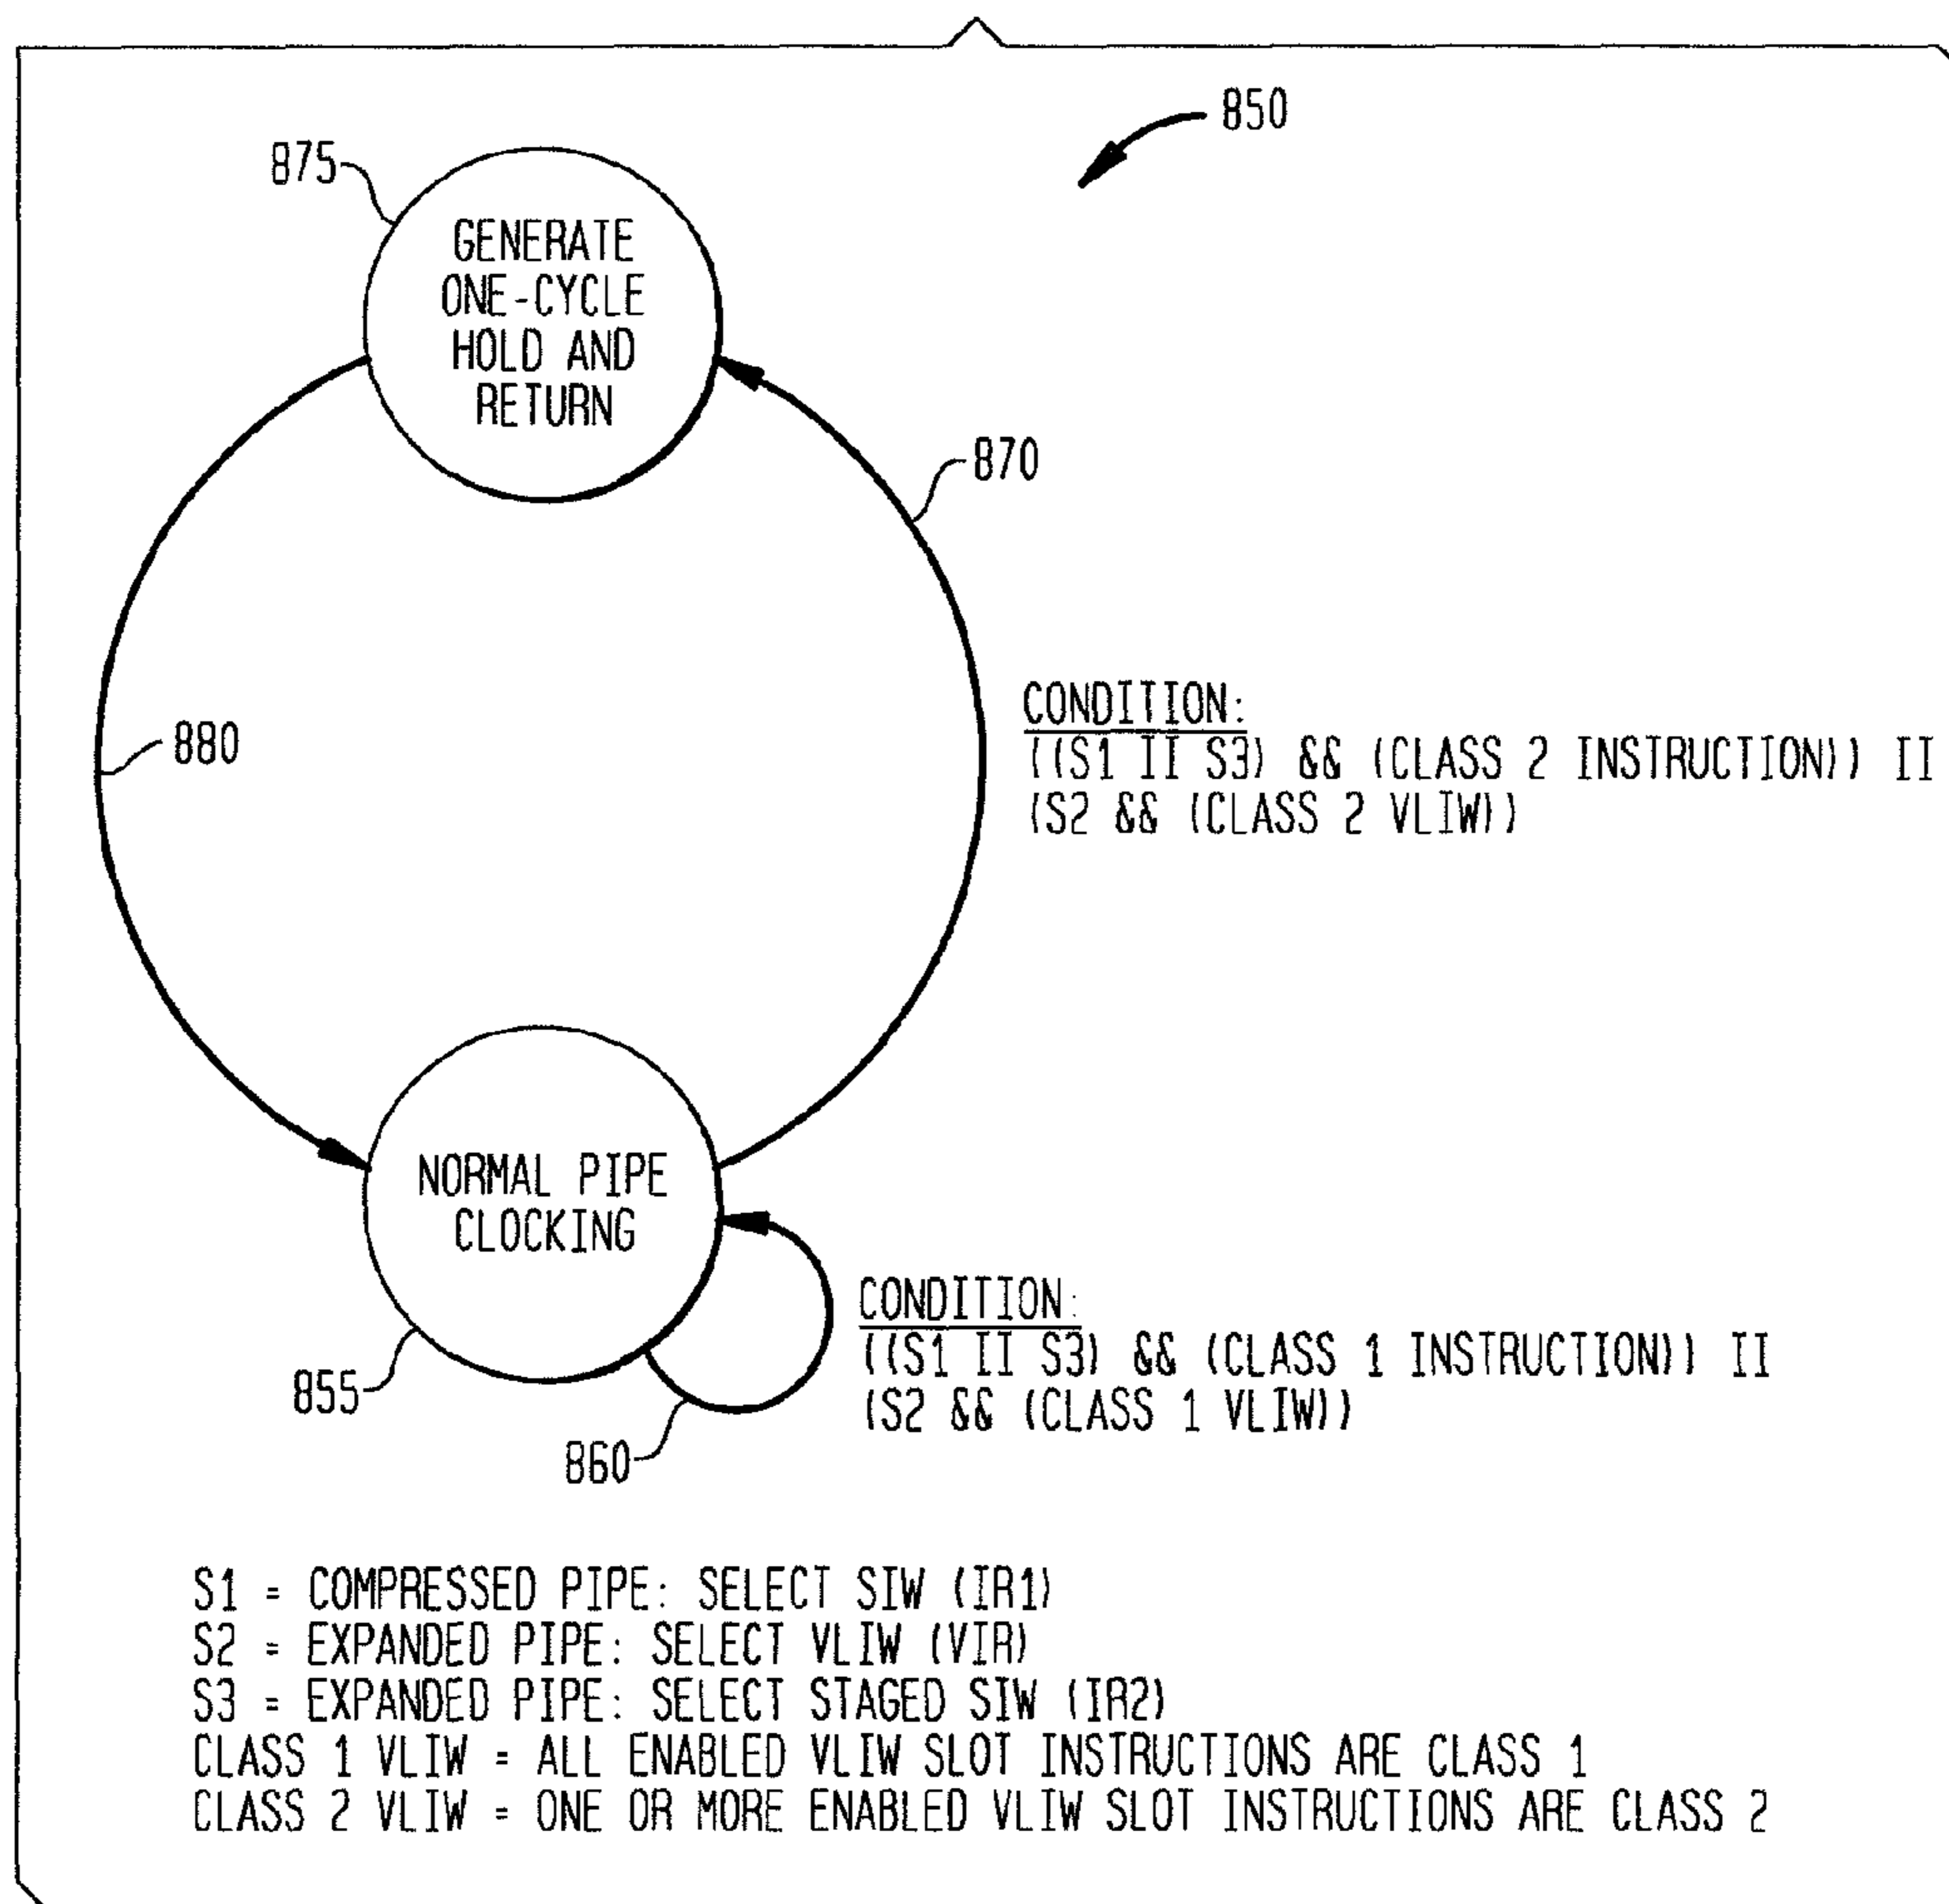 850
875
GENERATE
ONE-CYCLE
HOLD AND
RETURN
870
880
CONDITION:
((S1 II S3) && (CLASS 2 INSTRUCTION)) II
(S2 && (CLASS 2 VLIW))
NORMAL PIPE
CLOCKING
855
860
CONDITION:
((S1 II S3) && (CLASS 1 INSTRUCTION)) II
(S2 && (CLASS 1 VLIW))
S1 = COMPRESSED PIPE: SELECT SIW (IR1)
S2 = EXPANDED PIPE: SELECT VLIW (VIR)
S3 = EXPANDED PIPE: SELECT STAGED SIW (IR2)
CLASS 1 VLIW = ALL ENABLED VLIW SLOT INSTRUCTIONS ARE CLASS 1
CLASS 2 VLIW = ONE OR MORE ENABLED VLIW SLOT INSTRUCTIONS ARE CLASS 2